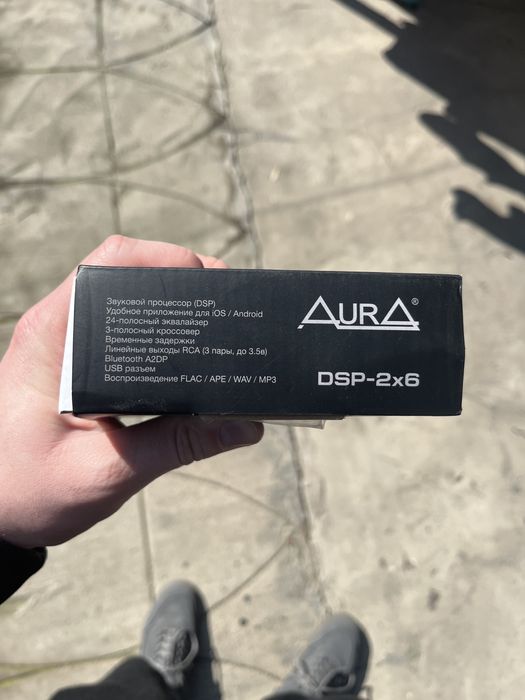 Звуковой процессор (DSP)
Удобное приложение для iOS / Android
24-полосный эквалайзер
3-полосный кроссовер
Временные задержки
Линейные выходы RCA (3 пары, до 3.5в)
Bluetooth A2DP
USB разъем
Воспроизведение FLAC / APE / WAV / MP3
AURA®
DSP-2x6